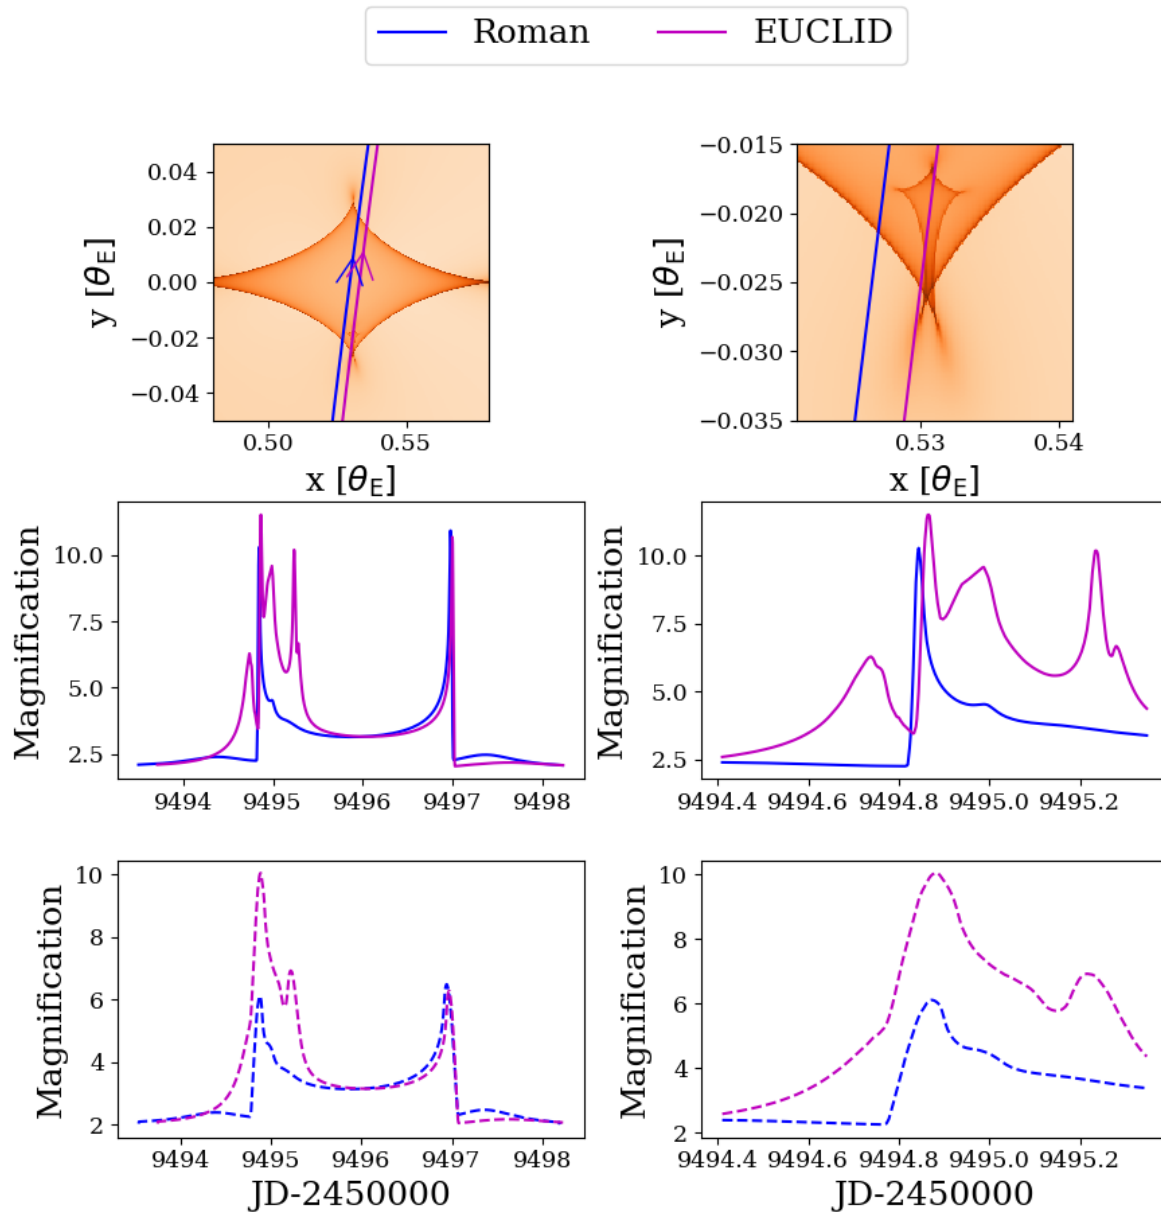 Roman EUCLID
0.04
0.02
0.00
−0.02
−0.04
y [θE]
0.50 0.55
x [θE]
−0.015
−0.020
−0.025
−0.030
−0.035
y [θE]
0.53 0.54
x [θE]
10.0
7.5
5.0
2.5
Magnification
9494 9495 9496 9497 9498
10.0
7.5
5.0
2.5
Magnification
9494.4 9494.6 9494.8 9495.0 9495.2
10
8
6
4
2
Magnification
9494 9495 9496 9497 9498
JD-2450000
10
8
6
4
2
Magnification
9494.4 9494.6 9494.8 9495.0 9495.2
JD-2450000